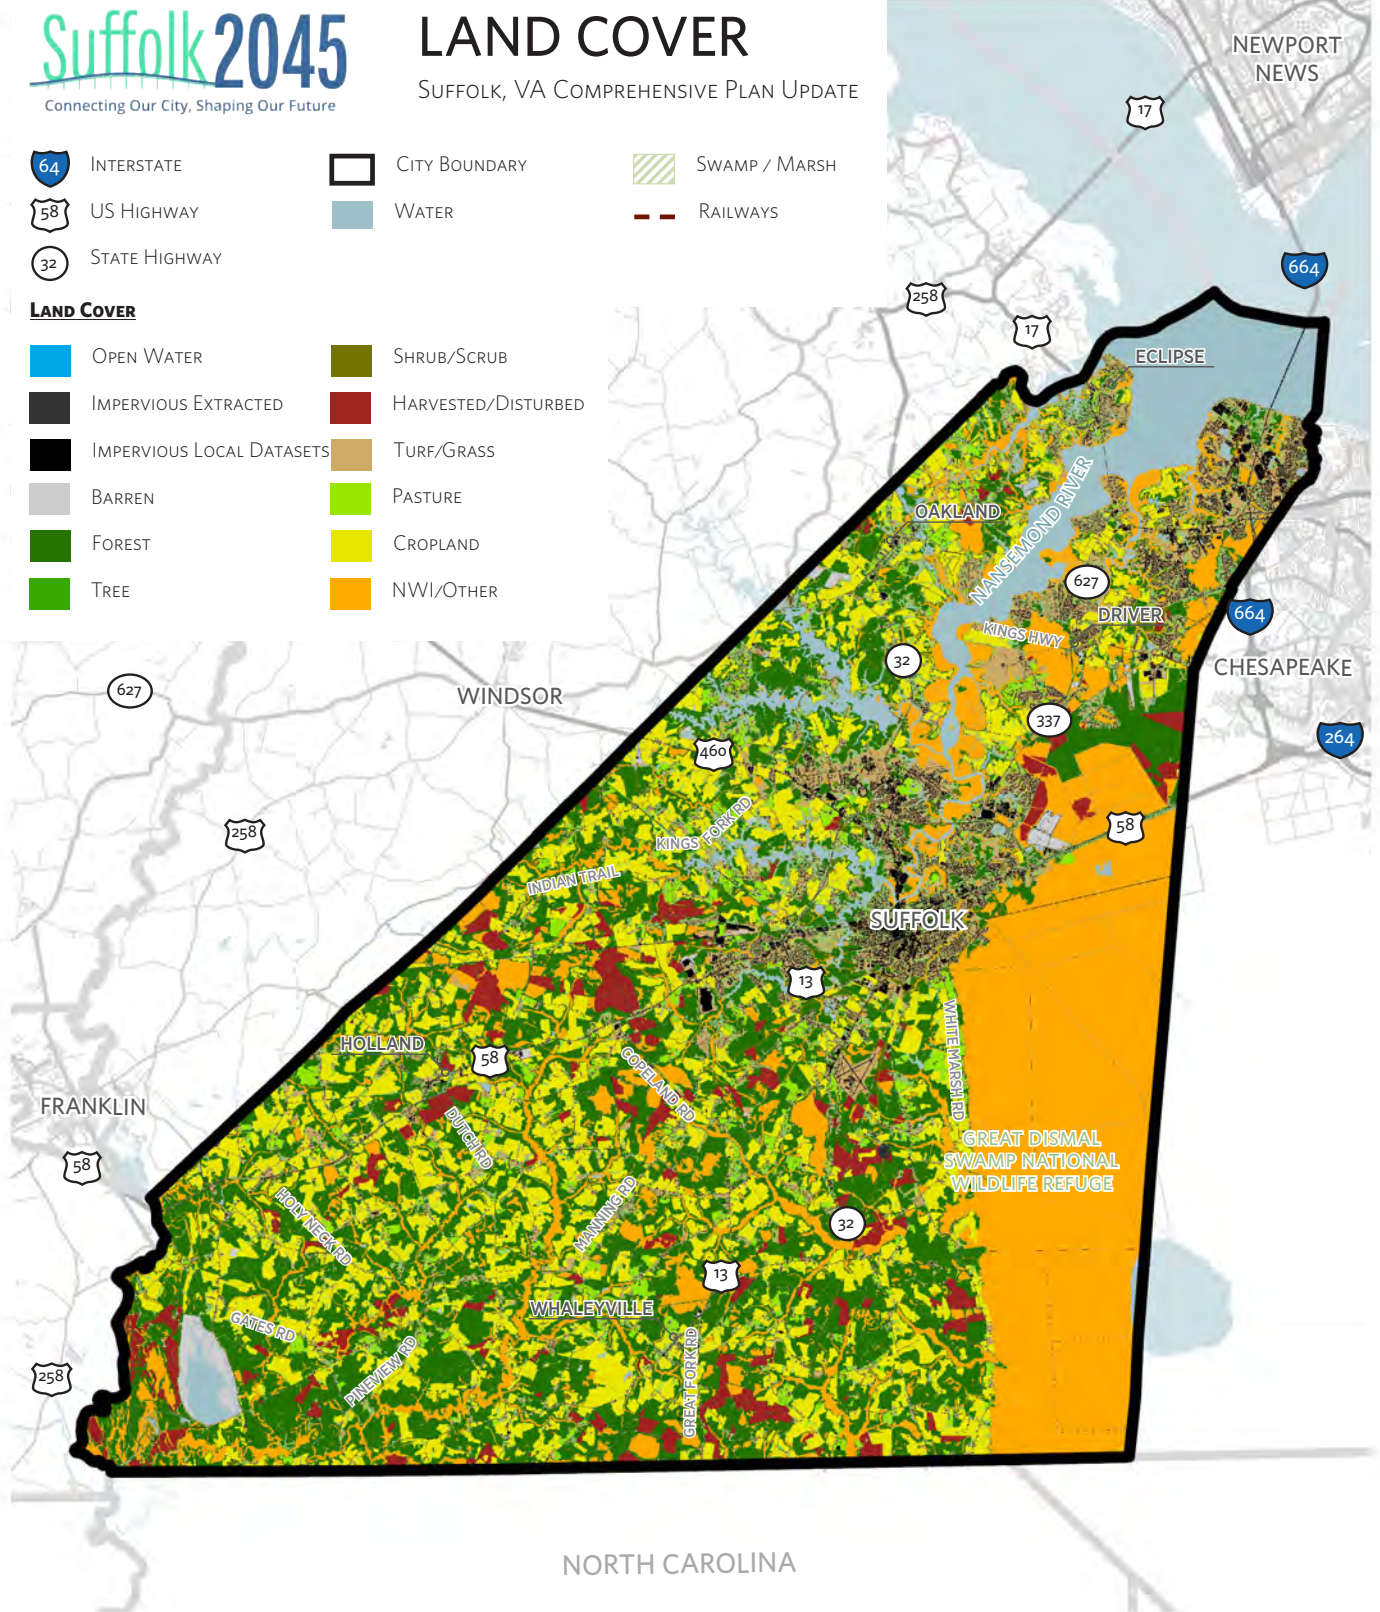 Suffolk 2045
Connecting Our City, Shaping Our Future
LAND COVER
SUFFOLK, VA COMPREHENSIVE PLAN UPDATE
64 INTERSTATE
58 US HIGHWAY
32 STATE HIGHWAY
CITY BOUNDARY
WATER
SWAMP / MARSH
RAILWAYS
LAND COVER
OPEN WATER
IMPERVIOUS EXTRACTED
IMPERVIOUS LOCAL DATASETS
BARREN
FOREST
TREE
SHRUB/SCRUB
HARVESTED/DISTURBED
TURF/GRASS
PASTURE
CROPLAND
NWI/OTHER
NEWPORT
NEWS
17
664
258
17
ECLIPSE
OAKLAND
NANSEMOND RIVER
627
DRIVER
664
KINGS HWY
32
CHESAPEAKE
627
WINDSOR
337
264
460
258
58
KINGS FORK RD
INDIAN TRAIL
SUFFOLK
13
WHITE MARSH RD
HOLLAND
58
COPELAND RD
FRANKLIN
58
DUTCH RD
GREAT DISMAL
SWAMP NATIONAL
WILDLIFE REFUGE
HOLY NECK RD
MANNING RD
32
13
WHALEYVILLE
GATES RD
PINEVIEW RD
GREAT FORK RD
258
NORTH CAROLINA